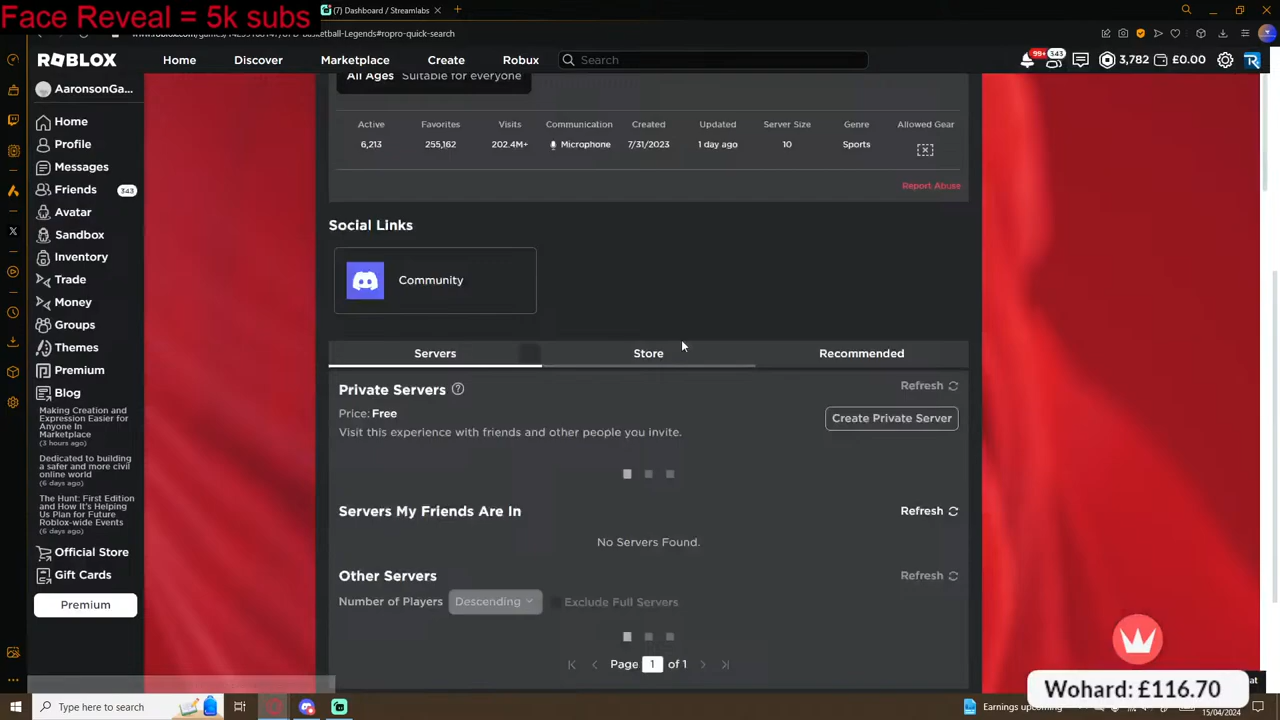 Face Reveal = 5k subs
(7) Dashboard / Streamlabs
ROBLOX
Home
Discover
Marketplace
Create
Robux
Search
99+
343
3,782
£0.00
AaronsonGa...
Home
Profile
Messages
Friends
343
Avatar
Sandbox
Inventory
Trade
Money
Groups
Themes
Premium
Blog
Making Creation and
Expression Easier for
Anyone In
Marketplace
(3 hours ago)
Dedicated to building
a safer and more civil
online world
(6 days ago)
The Hunt: First Edition
and How It's Helping
Us Plan for Future
Roblox-wide Events
(6 days ago)
Official Store
Gift Cards
Premium
All Ages Suitable for everyone
Active Favorites Visits Communication Created Updated Server Size Genre Allowed Gear
6,213 255,162 202.4M+ Microphone 7/31/2023 1 day ago 10 Sports
Report Abuse
Social Links
Community
Servers Store Recommended
Private Servers
Refresh
Price: Free
Create Private Server
Visit this experience with friends and other people you invite.
Servers My Friends Are In
Refresh
No Servers Found.
Other Servers
Refresh
Number of Players Descending Exclude Full Servers
Page 1 of 1
Wohard: £116.70
Type here to search
Earnings upcoming
15/04/2024